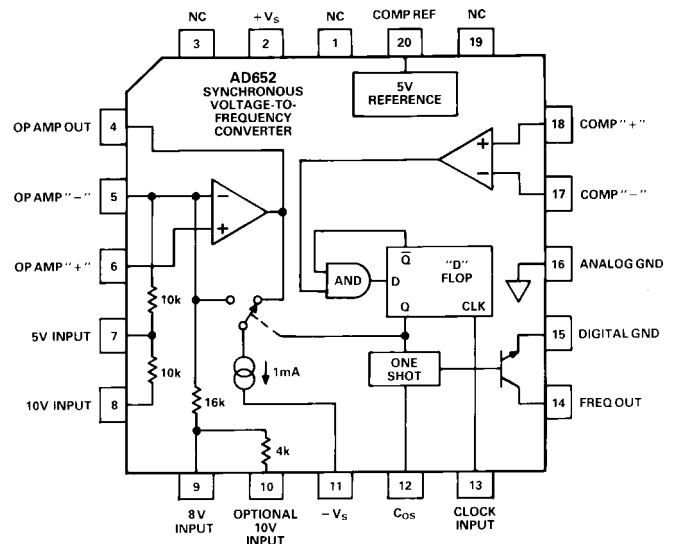 NC
+VS
NC
COMP REF
NC
3
2
1
20
19
AD652
SYNCHRONOUS
VOLTAGE-TO-
FREQUENCY
CONVERTER
5V
REFERENCE
OP AMP OUT
4
18
COMP "+"
OP AMP "–"
5
–
+
+
–
17
COMP "–"
OP AMP "+"
6
AND
D
Q̅
"D"
FLOP
Q
CLK
16
ANALOG GND
10k
5V INPUT
7
15
DIGITAL GND
10k
1mA
ONE
SHOT
10V INPUT
8
16k
14
FREQ OUT
4k
9
10
11
12
13
8V
INPUT
OPTIONAL
10V
INPUT
–VS
COS
CLOCK
INPUT